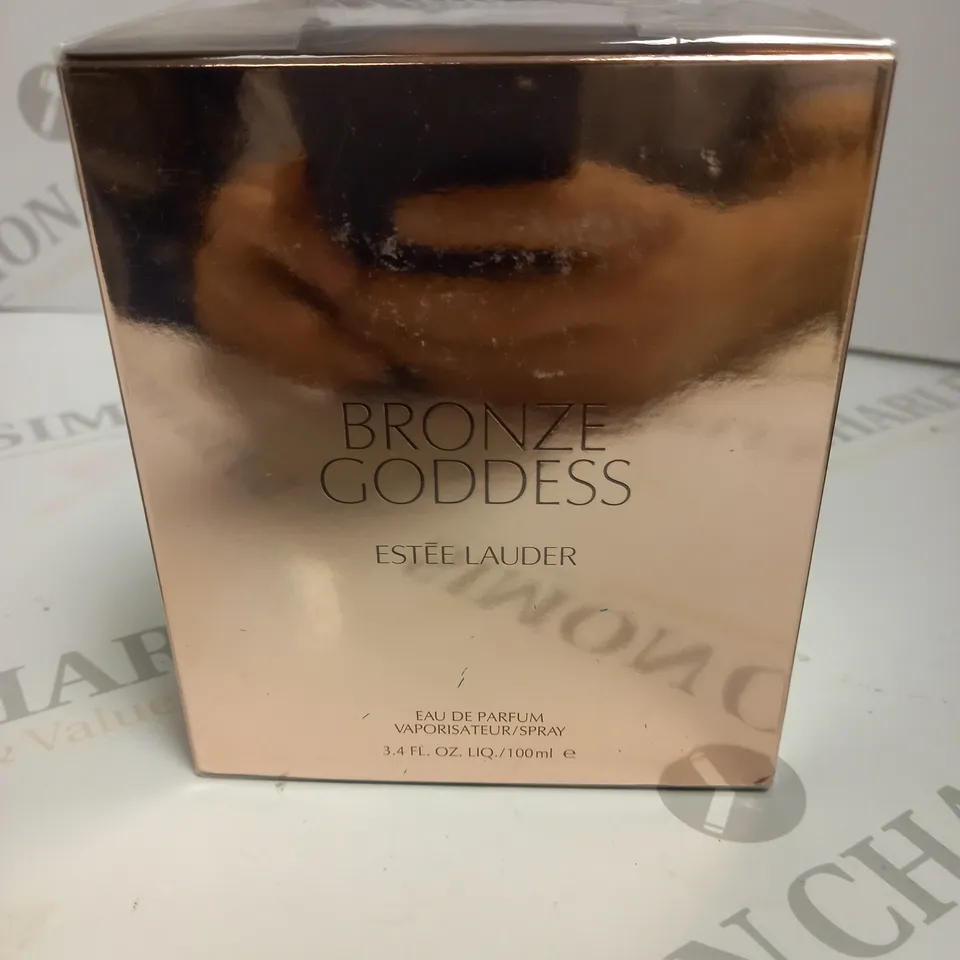 BRONZE
GODDESS
ESTĒE LAUDER
EAU DE PARFUM
VAPORISATEUR/SPRAY
3.4 FL. OZ. LIQ./100ml e